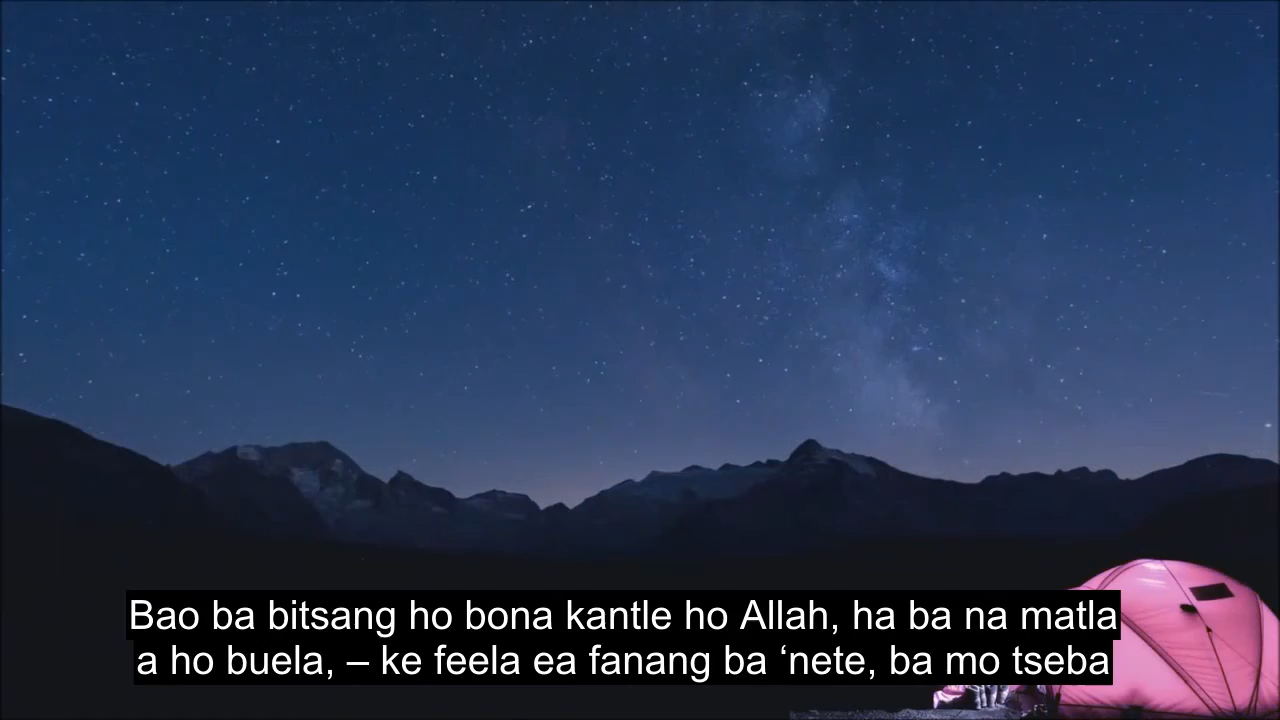 Bao ba bitsang ho bona kantle ho Allah, ha ba na matla
a ho buela, – ke feela ea fanang ba ‘nete, ba mo tseba